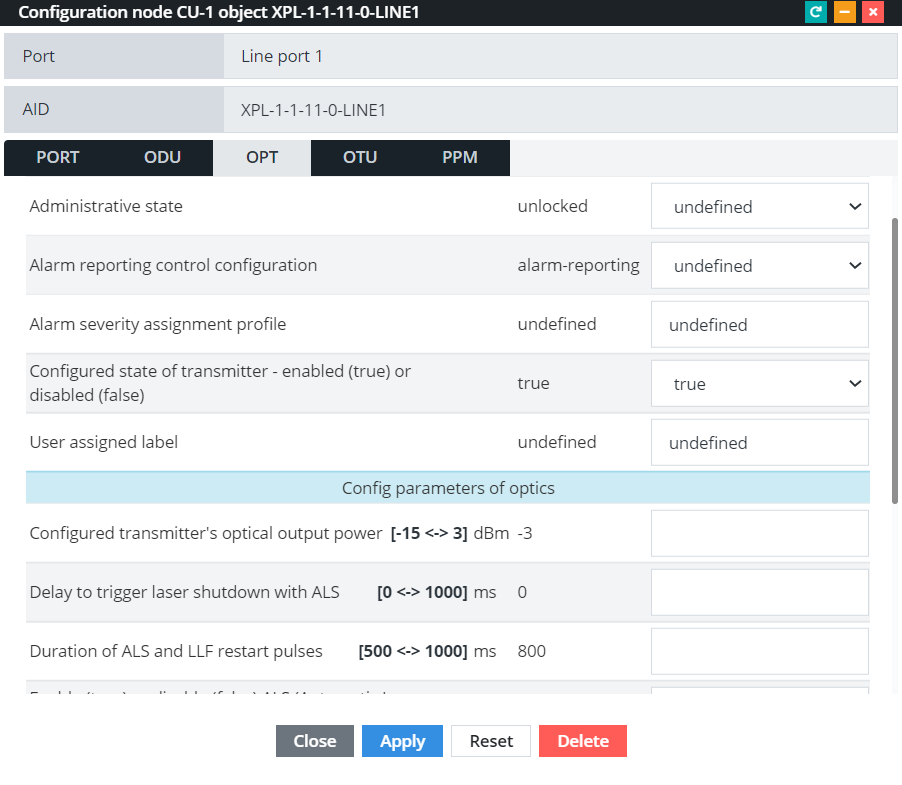 Configuration node CU-1 object XPL-1-1-11-0-LINE1
Port Line port 1
AID XPL-1-1-11-0-LINE1
PORT ODU OPT OTU PPM
Administrative state unlocked undefined
Alarm reporting control configuration alarm-reporting undefined
Alarm severity assignment profile undefined undefined
Configured state of transmitter - enabled (true) or
disabled (false) true true
User assigned label undefined undefined
Config parameters of optics
Configured transmitter's optical output power [-15 <-> 3] dBm -3
Delay to trigger laser shutdown with ALS [0 <-> 1000] ms 0
Duration of ALS and LLF restart pulses [500 <-> 1000] ms 800
Close Apply Reset Delete